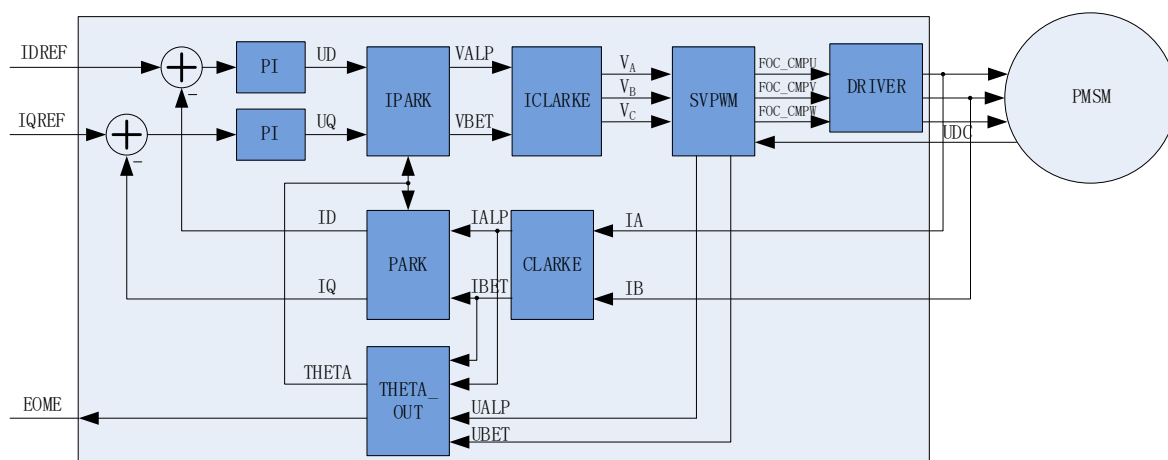 IDREF
PI
UD
IPARK
VALP
ICLARKE
VA
VB
VC
SVPWM
FOC_CMPU
FOC_CMPV
FOC_CMPW
DRIVER
PMSM
IQREF
PI
UQ
VBET
UDC
ID
IQ
PARK
IALP
IBET
CLARKE
IA
IB
THETA
THETA_
OUT
EOME
UALP
UBET